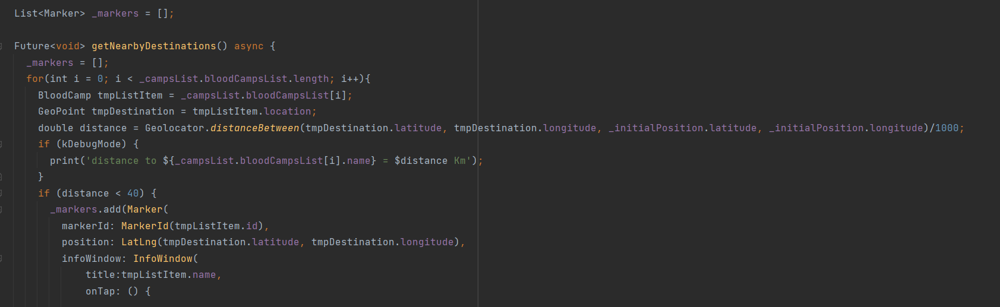 List<Marker> _markers = [];
Future<void> getNearbyDestinations() async {
_markers = [];
for(int i = 0; i < _campsList.bloodCampsList.length; i++){
BloodCamp tmpListItem = _campsList.bloodCampsList[i];
GeoPoint tmpDestination = tmpListItem.location;
double distance = Geolocator.distanceBetween(tmpDestination.latitude, tmpDestination.longitude, _initialPosition.latitude, _initialPosition.longitude)/1000;
if (kDebugMode) {
print('distance to ${_campsList.bloodCampsList[i].name} = $distance Km');
}
if (distance < 40) {
_markers.add(Marker(
markerId: MarkerId(tmpListItem.id),
position: LatLng(tmpDestination.latitude, tmpDestination.longitude),
infoWindow: InfoWindow(
title:tmpListItem.name,
onTap: () {